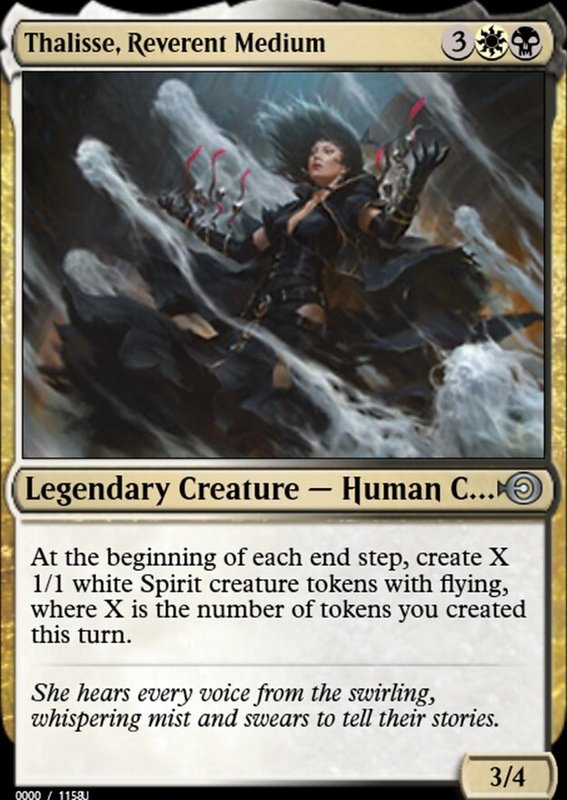 Thalisse, Reverent Medium 3
Legendary Creature — Human C...
At the beginning of each end step, create X
1/1 white Spirit creature tokens with flying,
where X is the number of tokens you created
this turn.
She hears every voice from the swirling,
whispering mist and swears to tell their stories.
3/4
0000 / 1158U